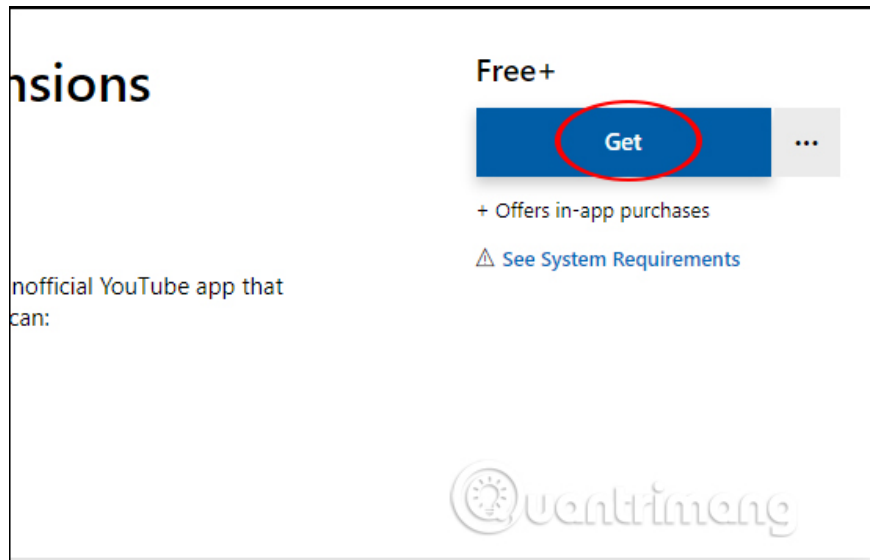 nsions
Free+
Get
...
+ Offers in-app purchases
See System Requirements
nofficial YouTube app that
can:
Quantrimang